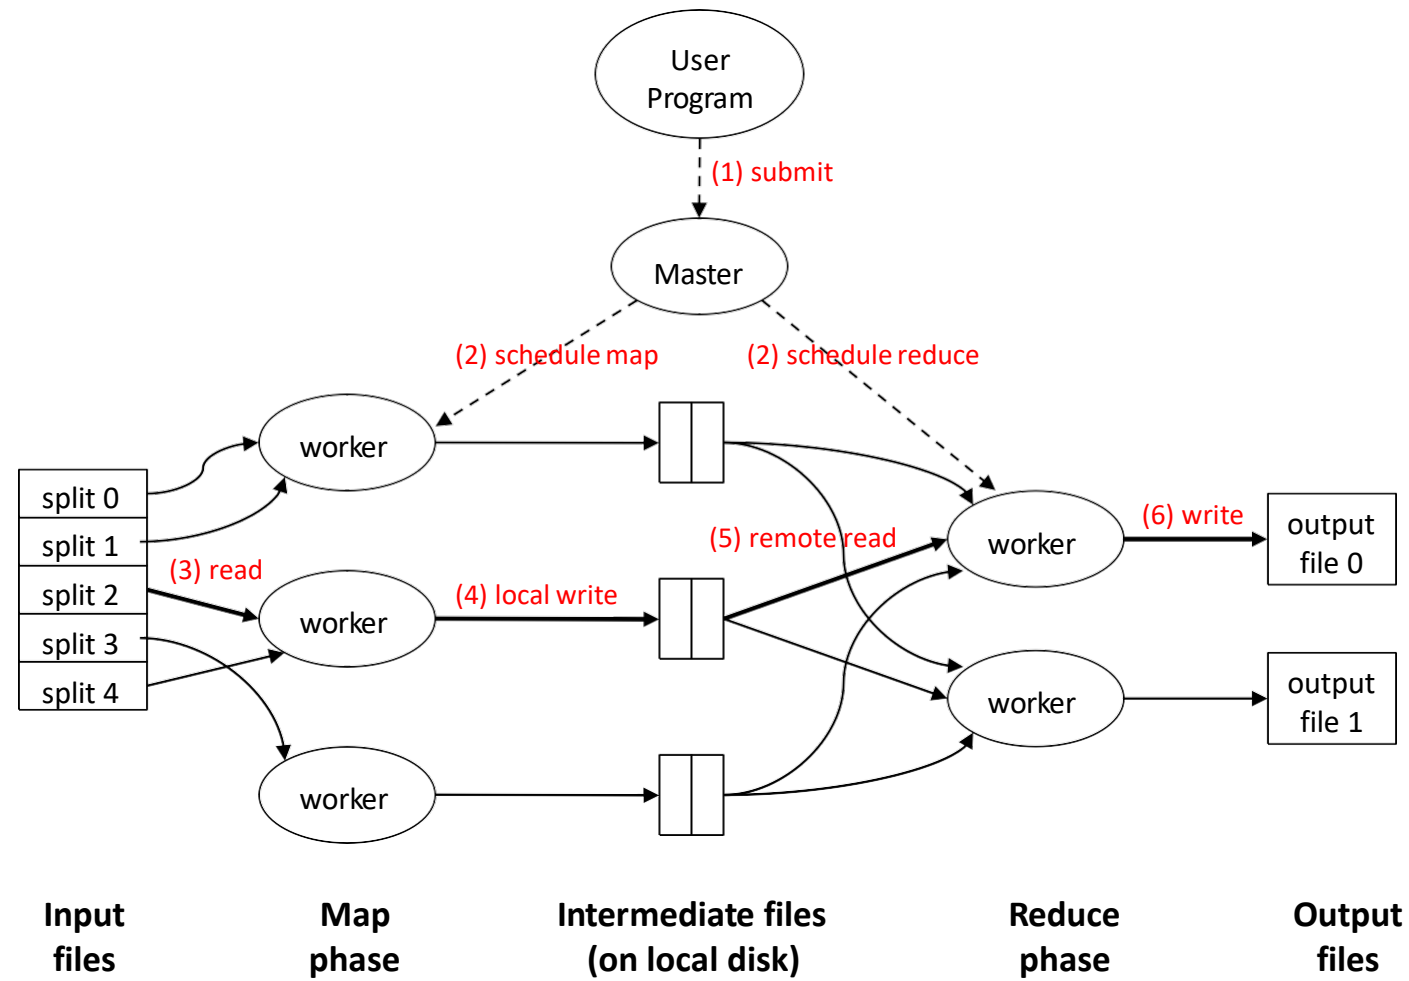 User
Program
(1) submit
Master
(2) schedule map
(2) schedule reduce
worker
split 0
split 1
(3) read
split 2
split 3
split 4
worker
(4) local write
worker
(5) remote read
worker
(6) write
output
file 0
worker
output
file 1
Input
files
Map
phase
Intermediate files
(on local disk)
Reduce
phase
Output
files